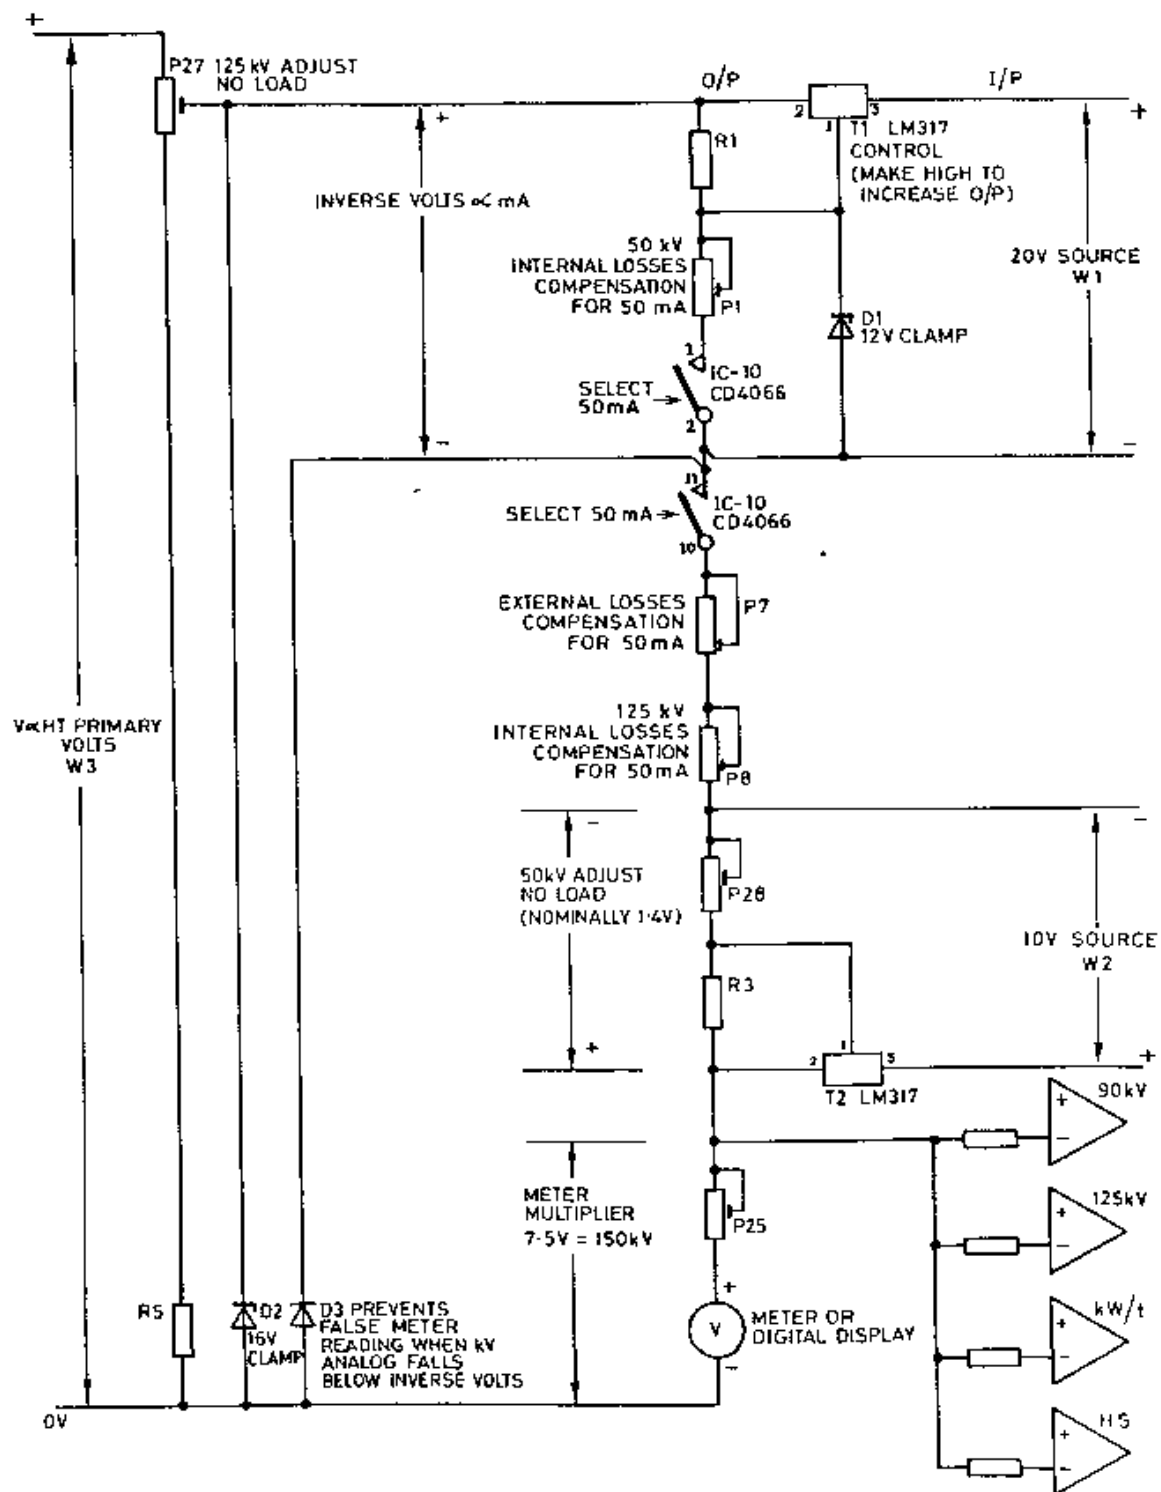 +
P27 125kV ADJUST
NO LOAD
O/P
I/P
2
3
1
+
+
R1
T1 LM317
CONTROL
(MAKE HIGH TO
INCREASE O/P)
INVERSE VOLTS ∝ mA
50 kV
INTERNAL LOSSES
COMPENSATION
FOR 50 mA
P1
20V SOURCE
W1
D1
12V CLAMP
1
IC-10
CD4066
SELECT
50mA
2
−
−
11
IC-10
CD4066
SELECT 50 mA
10
EXTERNAL LOSSES
COMPENSATION
FOR 50mA
P7
125 kV
INTERNAL LOSSES
COMPENSATION
FOR 50mA
P8
V∝HT PRIMARY
VOLTS
W3
−
−
50kV ADJUST
NO LOAD
(NOMINALLY 1·4V)
P28
10V SOURCE
W2
R3
+
1
2
3
+
T2 LM317
90kV
+
−
METER
MULTIPLIER
7·5V = 150kV
P25
125kV
+
−
+
V
−
METER OR
DIGITAL DISPLAY
R5
D2
16V
CLAMP
D3 PREVENTS
FALSE METER
READING WHEN kV
ANALOG FALLS
BELOW INVERSE VOLTS
kW/t
+
−
0V
HS
+
−